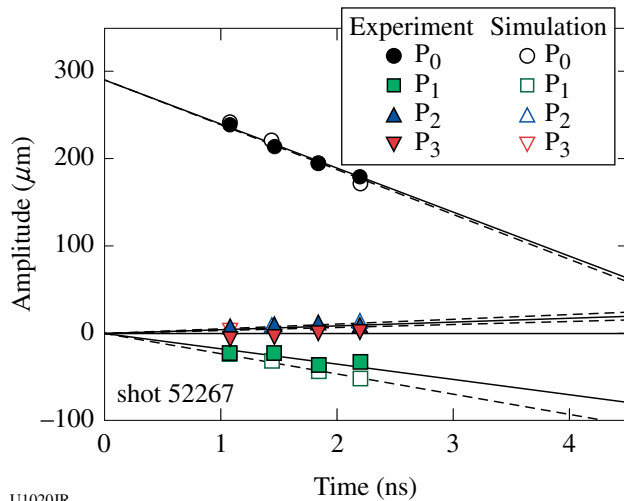 Experiment Simulation
P0 P0
P1 P1
P2 P2
P3 P3
300
200
100
0
−100
Amplitude (μm)
shot 52267
0 1 2 3 4
Time (ns)
U1020JR